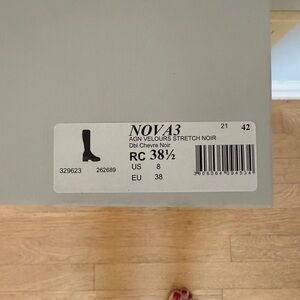 NOVA3 21 42
AGN VELOURS STRETCH NOIR
Dbl Chevre Noir
RC 38½
US 8
EU 38
329623 262689
3606064094534